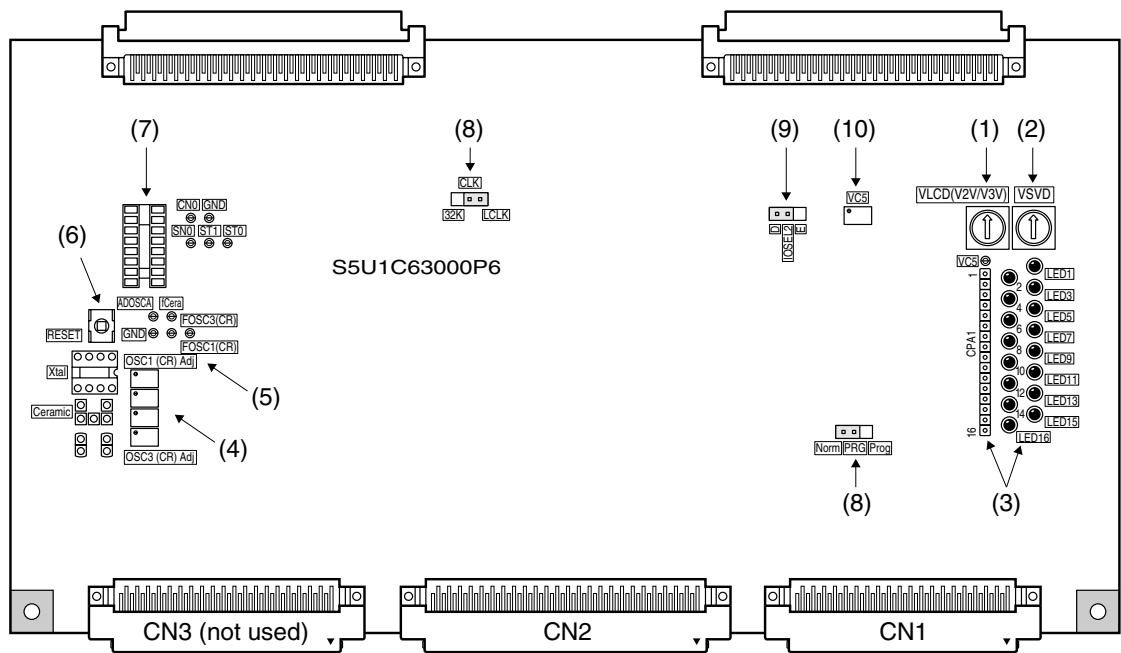 (7)
(8)
(9)
(10)
(1)
(2)
CLK
32K
LCLK
VC5
VLCD(V2V/V3V)
VSVD
CN0
GND
SN0
ST1
ST0
D
IOSEL2
E
S5U1C63000P6
(6)
VC5
1
LED1
2
LED3
4
LED5
6
LED7
CPA1
8
LED9
10
LED11
12
LED13
14
LED15
16
LED16
ADOSCA
fCera
FOSC3(CR)
RESET
GND
FOSC1(CR)
OSC1 (CR) Adj
Xtal
(5)
Ceramic
(4)
OSC3 (CR) Adj
Norm
PRG
Prog
(8)
(3)
CN3 (not used)
CN2
CN1